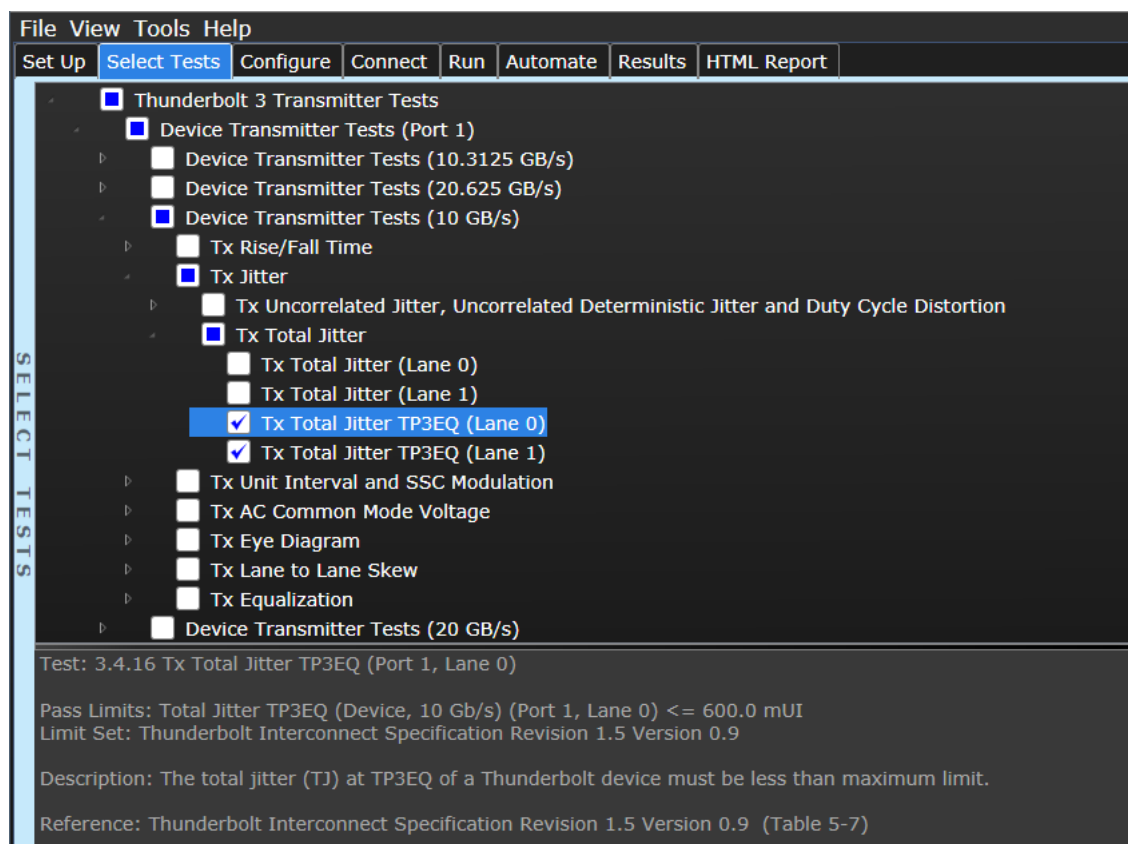 File View Tools Help
Set Up Select Tests Configure Connect Run Automate Results HTML Report
Thunderbolt 3 Transmitter Tests
Device Transmitter Tests (Port 1)
Device Transmitter Tests (10.3125 GB/s)
Device Transmitter Tests (20.625 GB/s)
Device Transmitter Tests (10 GB/s)
Tx Rise/Fall Time
Tx Jitter
Tx Uncorrelated Jitter, Uncorrelated Deterministic Jitter and Duty Cycle Distortion
Tx Total Jitter
Tx Total Jitter (Lane 0)
Tx Total Jitter (Lane 1)
Tx Total Jitter TP3EQ (Lane 0)
Tx Total Jitter TP3EQ (Lane 1)
Tx Unit Interval and SSC Modulation
Tx AC Common Mode Voltage
Tx Eye Diagram
Tx Lane to Lane Skew
Tx Equalization
Device Transmitter Tests (20 GB/s)
SELECT TESTS
Test: 3.4.16 Tx Total Jitter TP3EQ (Port 1, Lane 0)
Pass Limits: Total Jitter TP3EQ (Device, 10 Gb/s) (Port 1, Lane 0) <= 600.0 mUI
Limit Set: Thunderbolt Interconnect Specification Revision 1.5 Version 0.9
Description: The total jitter (TJ) at TP3EQ of a Thunderbolt device must be less than maximum limit.
Reference: Thunderbolt Interconnect Specification Revision 1.5 Version 0.9 (Table 5-7)